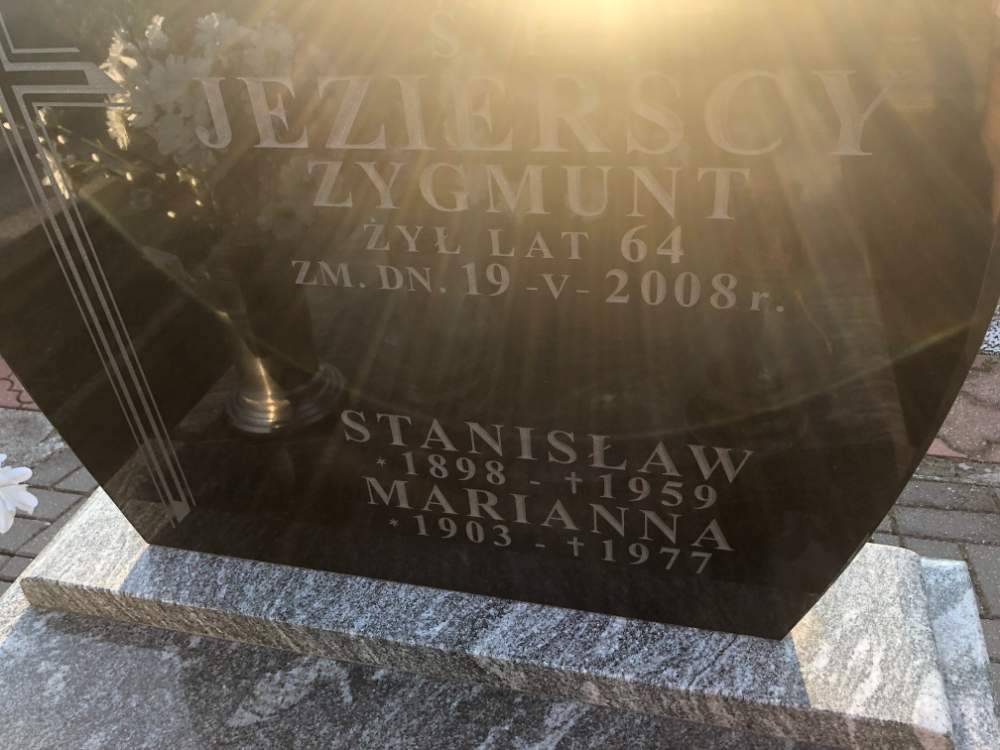 Ś.
JEZIERSCY
ZYGMUNT
ŻYŁ LAT 64
ZM. DN. 19 -V- 2008 r.
STANISŁAW
* 1898 - † 1959
MARIANNA
* 1903 - † 1977